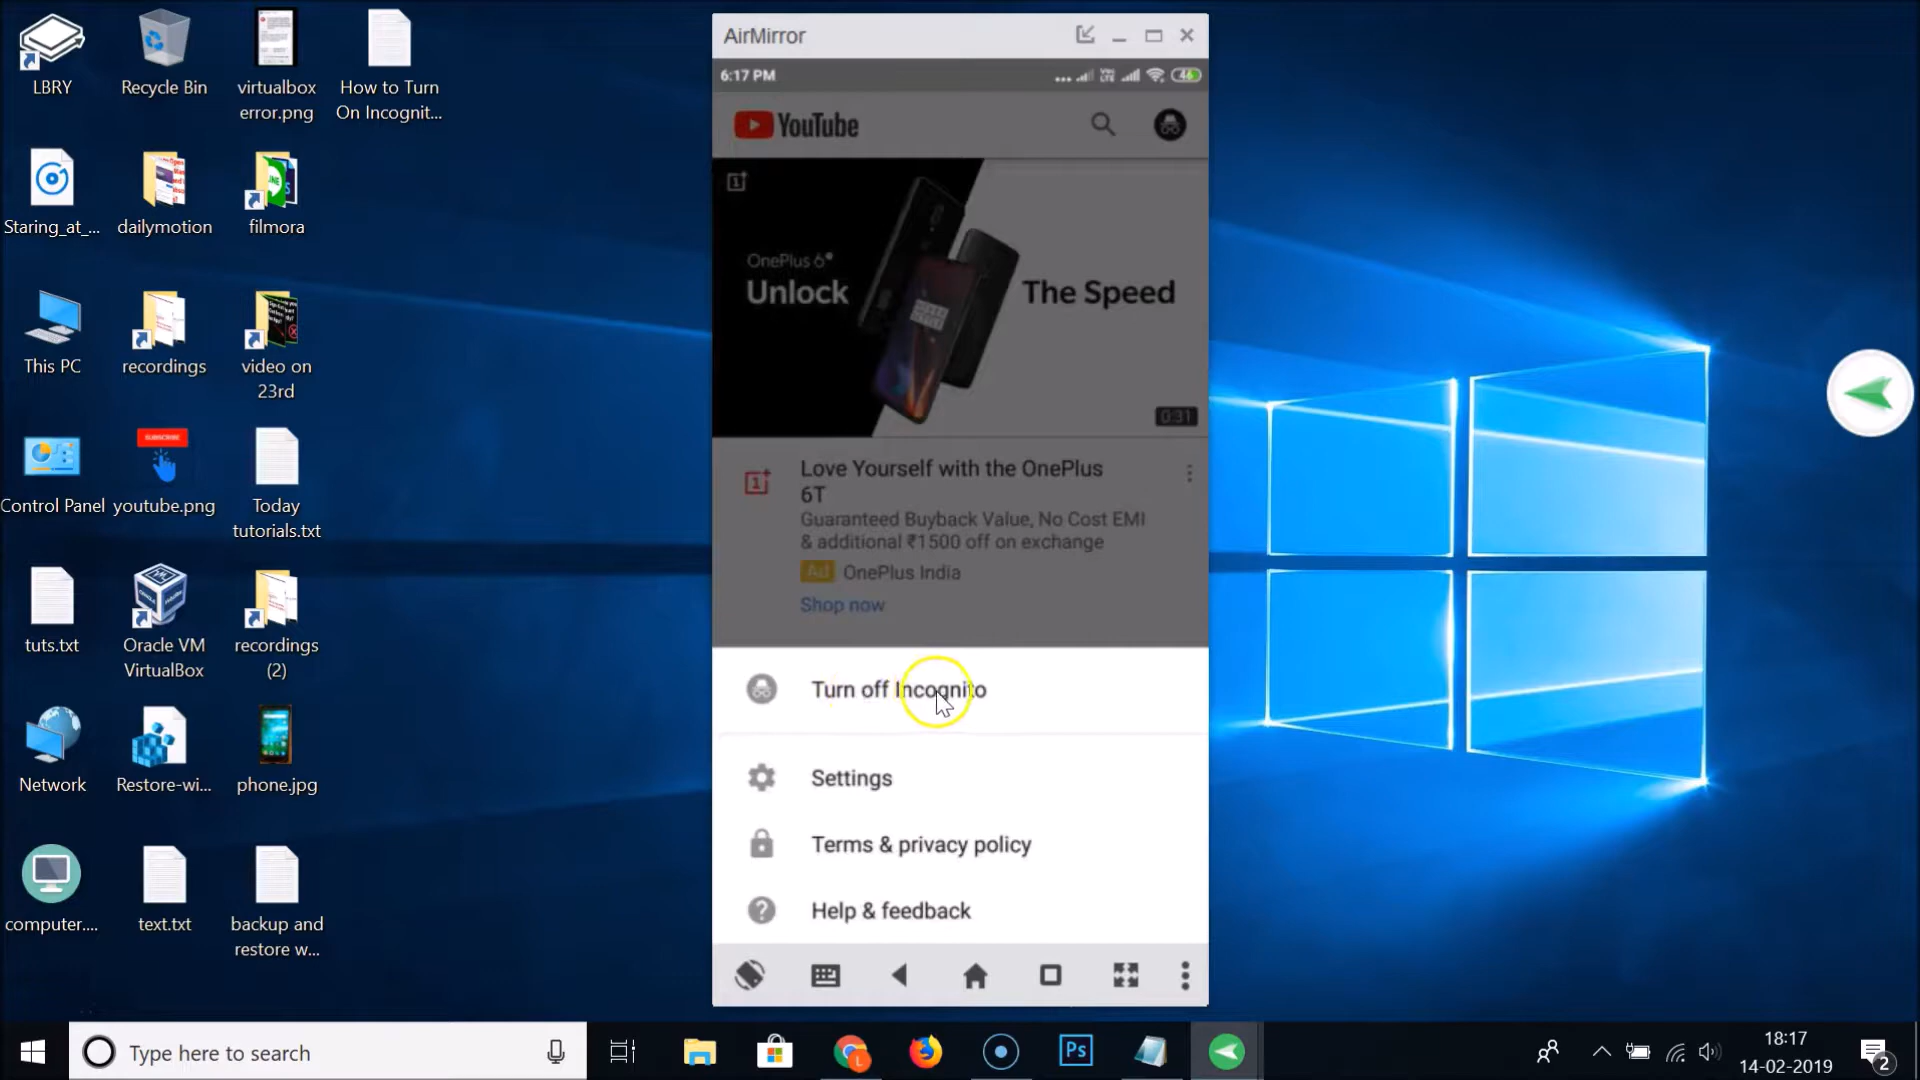 LBRY
Recycle Bin
virtualbox
error.png
How to Turn
On Incognit...
Staring_at_...
dailymotion
filmora
This PC
recordings
video on
23rd
Control Panel
SUBSCRIBE
youtube.png
Today
tutorials.txt
tuts.txt
Oracle VM
VirtualBox
recordings
(2)
Network
Restore-wi...
phone.jpg
computer....
text.txt
backup and
restore w...
AirMirror
6:17 PM
46
YouTube
OnePlus 6
Unlock
The Speed
0:31
Love Yourself with the OnePlus
6T
Guaranteed Buyback Value, No Cost EMI
& additional ₹1500 off on exchange
Ad OnePlus India
Shop now
Turn off Incognito
Settings
Terms & privacy policy
Help & feedback
Type here to search
Ps
18:17
14-02-2019
2